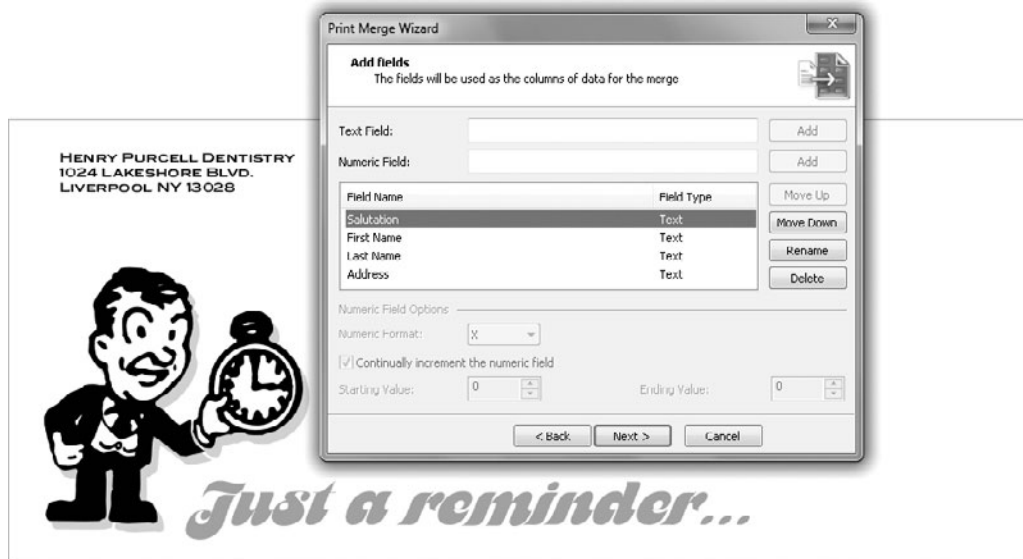 Print Merge Wizard
Add fields
The fields will be used as the columns of data for the merge
Text Field:
Add
Numeric Field:
Add
Field Name Field Type
Salutation Text
First Name Text
Last Name Text
Address Text
Move Up
Move Down
Rename
Delete
Numeric Field Options
Numeric Format: X
Continually increment the numeric field
Starting Value: 0 Ending Value: 0
< Back Next > Cancel
HENRY PURCELL DENTISTRY
1024 LAKESHORE BLVD.
LIVERPOOL NY 13028
Just a reminder...